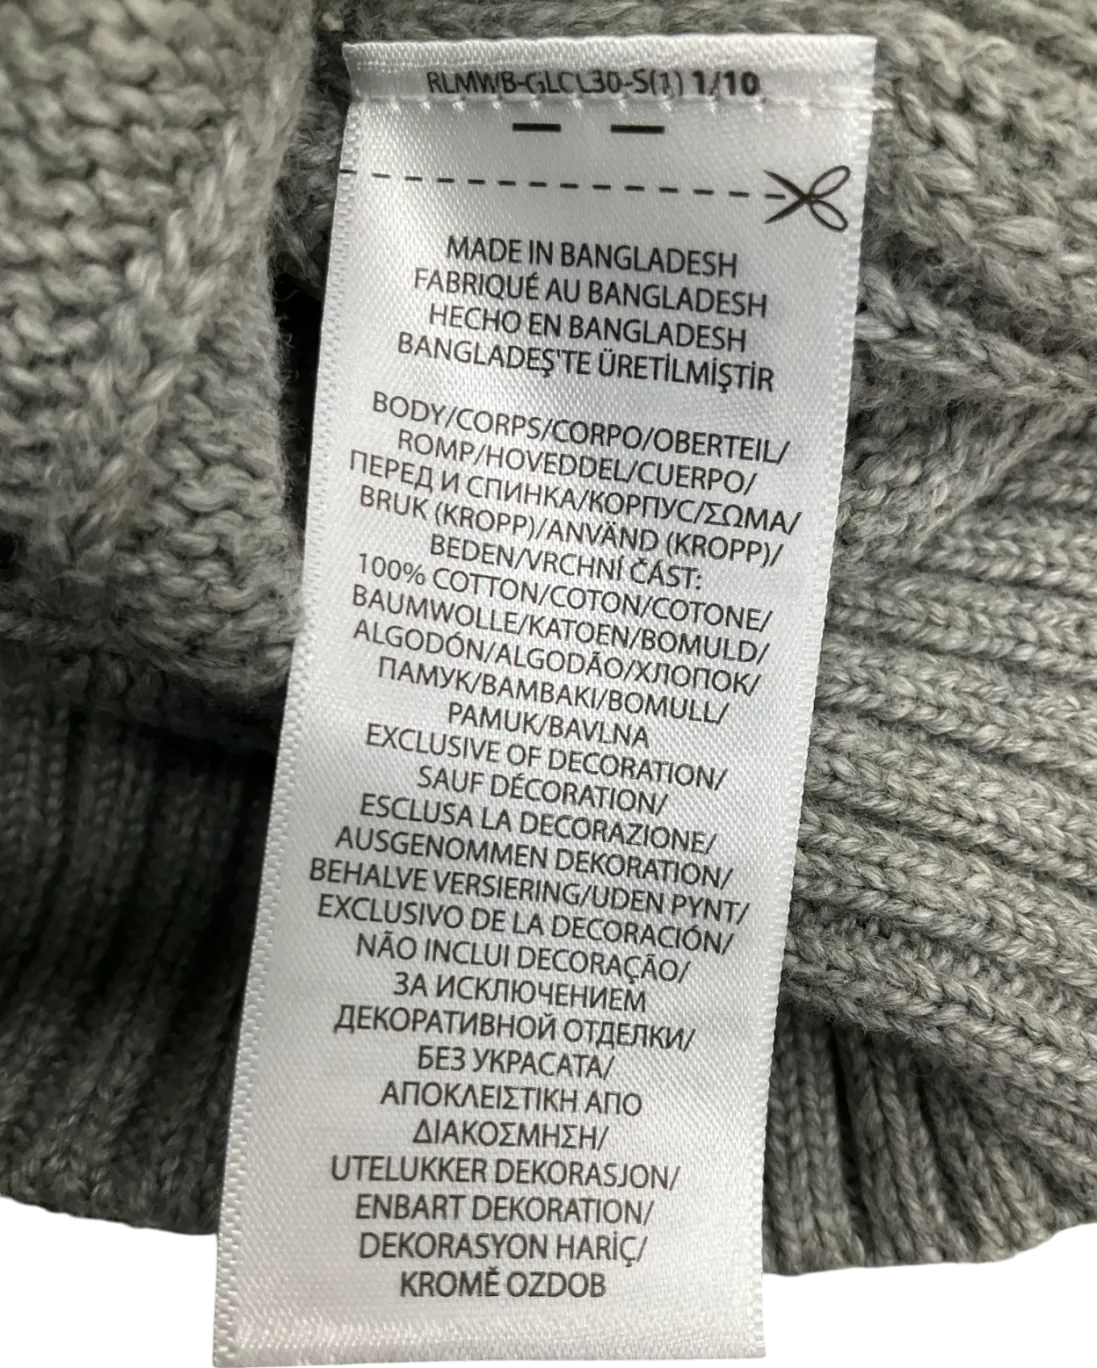 RLMWB-GLCL30-S(1) 1/10
MADE IN BANGLADESH
FABRIQUÉ AU BANGLADESH
HECHO EN BANGLADESH
BANGLADEŞ'TE ÜRETİLMİŞTİR
BODY/CORPS/CORPO/OBERTEIL/
ROMP/HOVEDDEL/CUERPO/
ПЕРЕД И СПИНКА/КОРПУС/ΣΩΜΑ/
BRUK (KROPP)/ANVÄND (KROPP)/
BEDEN/VRCHNÍ ČÁST:
100% COTTON/COTON/COTONE/
BAUMWOLLE/KATOEN/BOMULD/
ALGODÓN/ALGODÃO/ХЛОПОК/
ПАМУК/ΒΑΜΒΑΚΙ/BOMULL/
PAMUK/BAVLNA
EXCLUSIVE OF DECORATION/
SAUF DÉCORATION/
ESCLUSA LA DECORAZIONE/
AUSGENOMMEN DEKORATION/
BEHALVE VERSIERING/UDEN PYNT/
EXCLUSIVO DE LA DECORACIÓN/
NÃO INCLUI DECORAÇÃO/
ЗА ИСКЛЮЧЕНИЕМ
ДЕКОРАТИВНОЙ ОТДЕЛКИ/
БЕЗ УКРАСАТА/
ΑΠΟΚΛΕΙΣΤΙΚΗ ΑΠΟ
ΔΙΑΚΟΣΜΗΣΗ/
UTELUKKER DEKORASJON/
ENBART DEKORATION/
DEKORASYON HARİÇ/
KROMĚ OZDOB